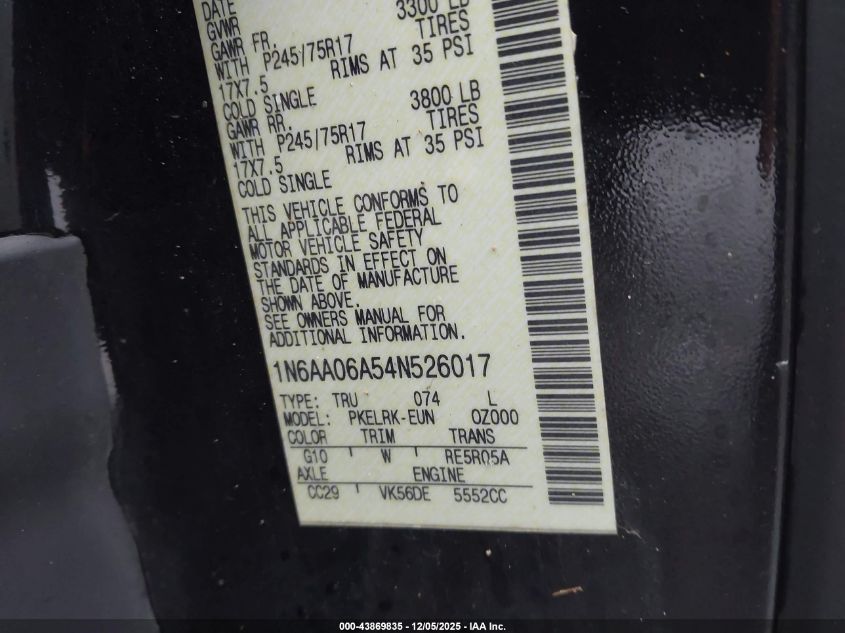 DATE
GVWR
GAWR FR. 3300 LB
WITH P245/75R17 TIRES
17X7.5 RIMS AT 35 PSI
COLD SINGLE
GAWR RR. 3800 LB
WITH P245/75R17 TIRES
17X7.5 RIMS AT 35 PSI
COLD SINGLE
THIS VEHICLE CONFORMS TO
ALL APPLICABLE FEDERAL
MOTOR VEHICLE SAFETY
STANDARDS IN EFFECT ON
THE DATE OF MANUFACTURE
SHOWN ABOVE.
SEE OWNERS MANUAL FOR
ADDITIONAL INFORMATION.
1N6AA06A54N526017
TYPE: TRU 074 L
MODEL: PKELRK-EUN 0Z000
COLOR TRIM TRANS
G10 W RE5R05A
AXLE ENGINE
CC29 VK56DE 5552CC
000-43869835 - 12/05/2025 - IAA Inc.